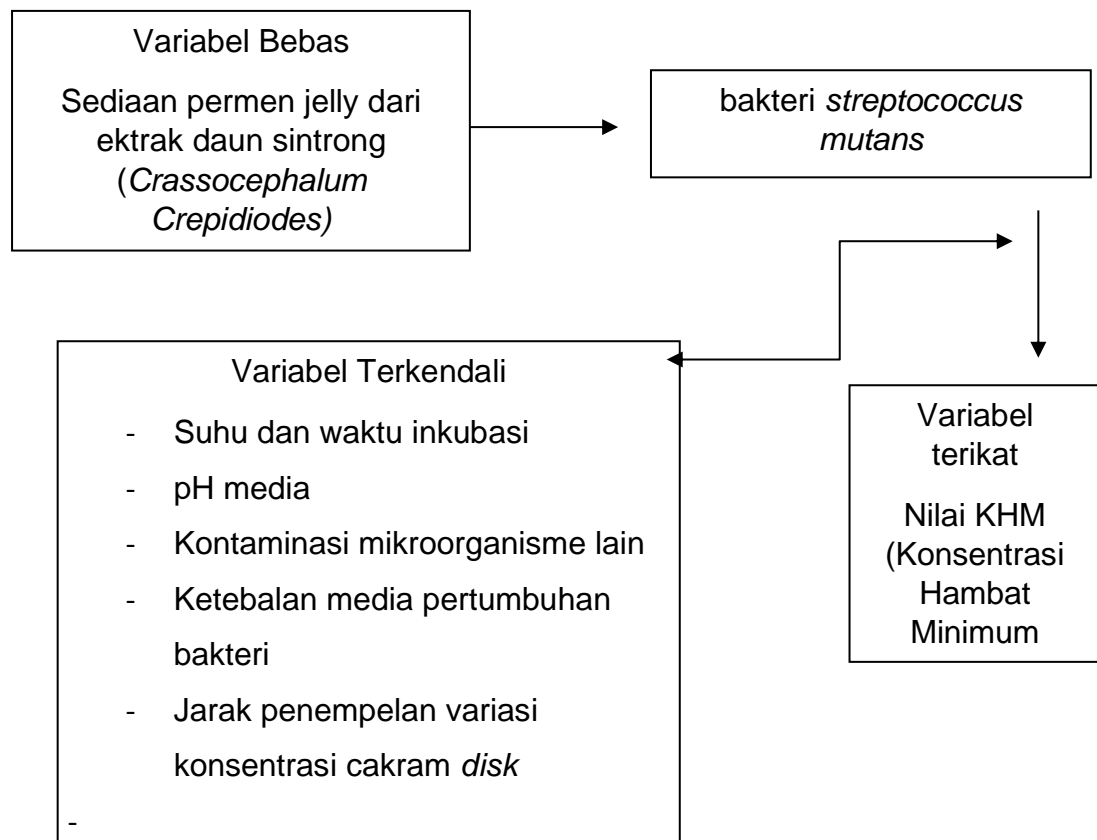 Variabel Bebas
Sediaan permen jelly dari
ektrak daun sintrong
(Crassocephalum
Crepidiodes)
bakteri streptococcus
mutans
Variabel Terkendali
- Suhu dan waktu inkubasi
- pH media
- Kontaminasi mikroorganisme lain
- Ketebalan media pertumbuhan
bakteri
- Jarak penempelan variasi
konsentrasi cakram disk
-
Variabel
terikat
Nilai KHM
(Konsentrasi
Hambat
Minimum